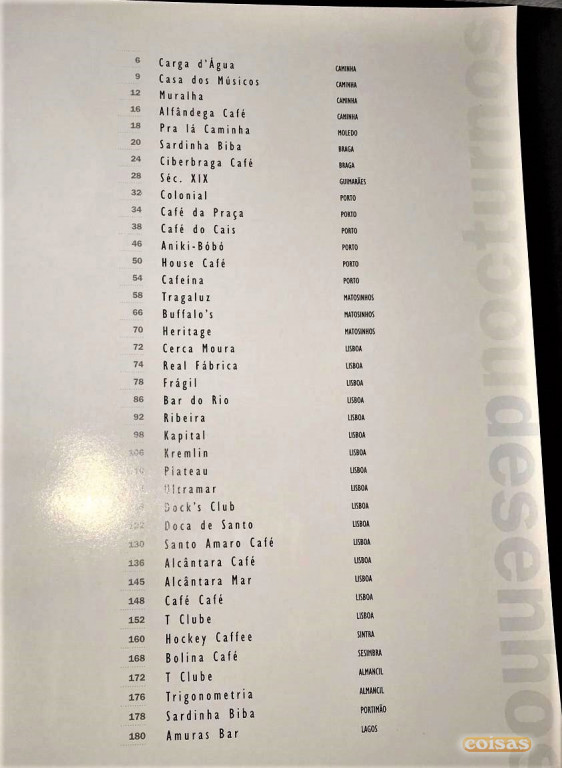 6 Carga d'Água CAMINHA
9 Casa dos Músicos CAMINHA
12 Muralha CAMINHA
16 Alfândega Café CAMINHA
18 Pra lá Caminha MOLEDO
20 Sardinha Biba BRAGA
24 Ciberbraga Café BRAGA
28 Séc. XIX GUIMARÃES
32 Colonial PORTO
34 Café da Praça PORTO
38 Café do Cais PORTO
46 Aniki-Bóbó PORTO
50 House Café PORTO
54 Cafeína PORTO
58 Tragaluz MATOSINHOS
66 Buffalo's MATOSINHOS
70 Heritage MATOSINHOS
72 Cerca Moura LISBOA
74 Real Fábrica LISBOA
78 Frágil LISBOA
86 Bar do Rio LISBOA
92 Ribeira LISBOA
98 Kapital LISBOA
106 Kremlin LISBOA
Plateau LISBOA
Ultramar LISBOA
Dock's Club LISBOA
122 Doca de Santo LISBOA
130 Santo Amaro Café LISBOA
136 Alcântara Café LISBOA
145 Alcântara Mar LISBOA
148 Café Café LISBOA
152 T Clube LISBOA
160 Hockey Caffee SINTRA
168 Bolina Café SESIMBRA
172 T Clube ALMANCIL
176 Trigonometria ALMANCIL
178 Sardinha Biba PORTIMÃO
180 Amuras Bar LAGOS
desenhos
coisas